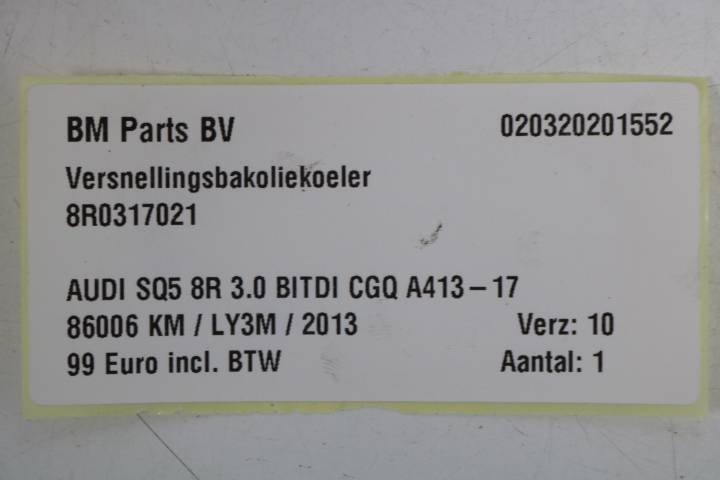 BM Parts BV 020320201552
Versnellingsbakoliekoeler
8R0317021
AUDI SQ5 8R 3.0 BITDI CGQ A413-17
86006 KM / LY3M / 2013 Verz: 10
99 Euro incl. BTW Aantal: 1